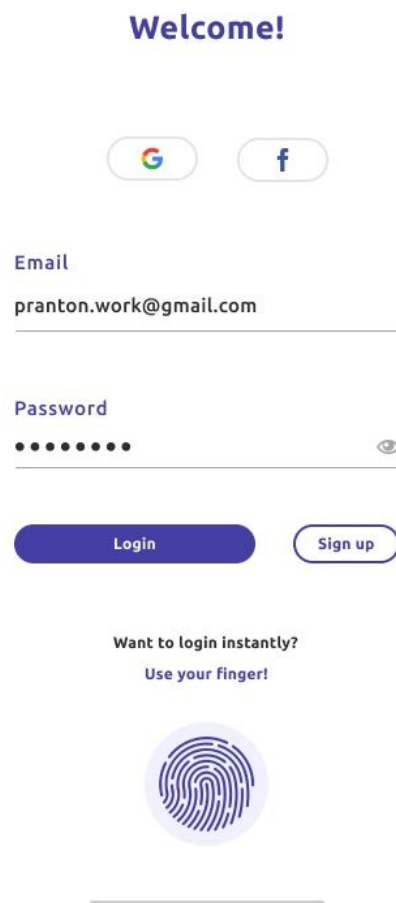 Welcome!
G
f
Email
pranton.work@gmail.com
Password
••••••••
Login
Sign up
Want to login instantly?
Use your finger!